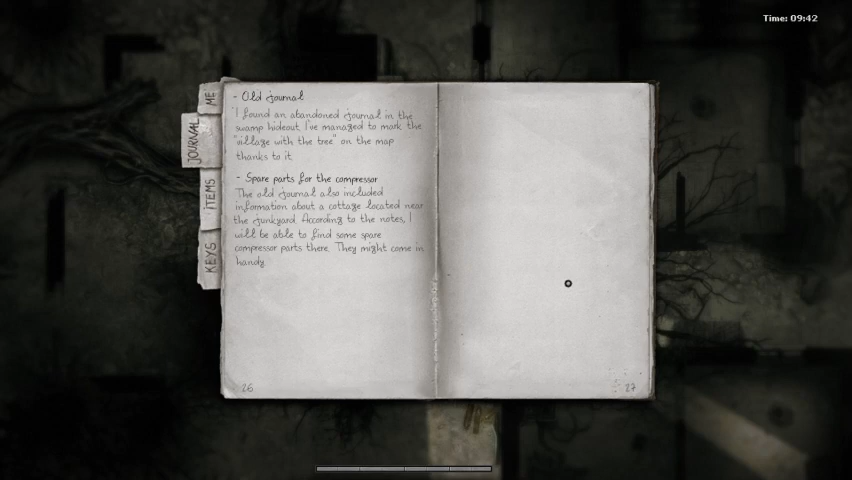 Time: 09:42
ME
JOURNAL
ITEMS
KEYS
- Old journal
I found an abandoned journal in the
swamp hideout. I've managed to mark the
"village with the tree" on the map
thanks to it.
- Spare parts for the compressor
The old journal also included
information about a cottage located near
the junkyard. According to the notes, I
will be able to find some spare
compressor parts there. They might come in
handy.
26
27